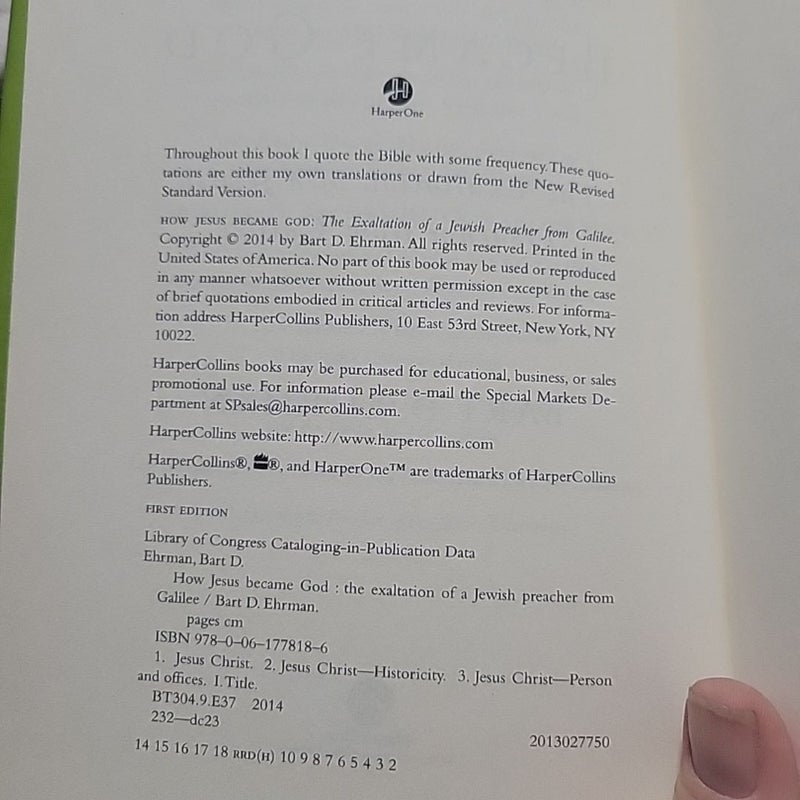 HarperOne
Throughout this book I quote the Bible with some frequency. These quo-
tations are either my own translations or drawn from the New Revised
Standard Version.
HOW JESUS BECAME GOD: The Exaltation of a Jewish Preacher from Galilee.
Copyright © 2014 by Bart D. Ehrman. All rights reserved. Printed in the
United States of America. No part of this book may be used or reproduced
in any manner whatsoever without written permission except in the case
of brief quotations embodied in critical articles and reviews. For informa-
tion address HarperCollins Publishers, 10 East 53rd Street, New York, NY
10022.
HarperCollins books may be purchased for educational, business, or sales
promotional use. For information please e-mail the Special Markets De-
partment at SPsales@harpercollins.com.
HarperCollins website: http://www.harpercollins.com
HarperCollins®, ®, and HarperOne™ are trademarks of HarperCollins
Publishers.
FIRST EDITION
Library of Congress Cataloging-in-Publication Data
Ehrman, Bart D.
How Jesus became God : the exaltation of a Jewish preacher from
Galilee / Bart D. Ehrman.
pages cm
ISBN 978–0–06–177818–6
1. Jesus Christ. 2. Jesus Christ—Historicity. 3. Jesus Christ—Person
and offices. I. Title.
BT304.9.E37 2014
232—dc23
2013027750
14 15 16 17 18 RRD(H) 10 9 8 7 6 5 4 3 2